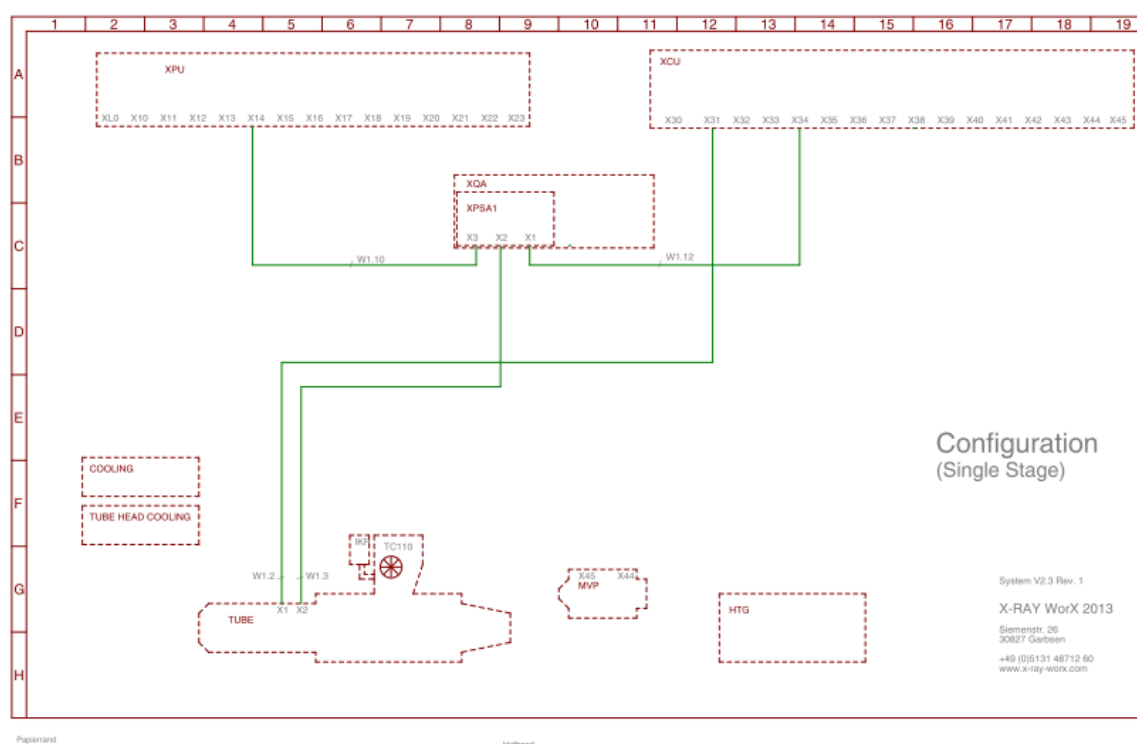 1 2 3 4 5 6 7 8 9 10 11 12 13 14 15 16 17 18 19
A
XPU
XCU
XL0 X10 X11 X12 X13 X14 X15 X16 X17 X18 X19 X20 X21 X22 X23
X30 X31 X32 X33 X34 X35 X36 X37 X38 X39 X40 X41 X42 X43 X44 X45
B
XQA
XPSA1
X3 X2 X1
C
W1.10
W1.12
D
E
Configuration
(Single Stage)
COOLING
F
TUBE HEAD COOLING
IKR
TC110
W1.2
W1.3
X45 X44
MVP
G
System V2.3 Rev. 1
X1 X2
TUBE
HTG
X-RAY WorX 2013
Siemenstr. 26
30827 Garbsen
H
+49 (0)5131 48712 60
www.x-ray-worx.com
Papierrand